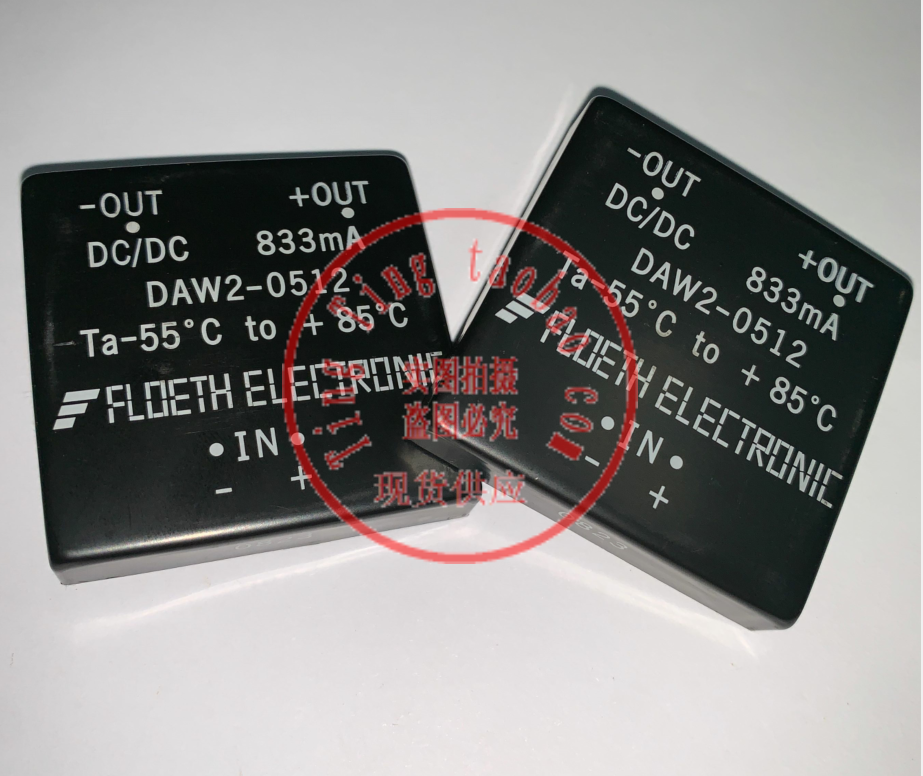 -OUT +OUT
DC/DC 833mA
DAW2-0512
Ta-55°C to + 85°C
FLOETH ELECTRONIC
IN
- +
-OUT +OUT
DC/DC 833mA
DAW2-0512
Ta-55°C to + 85°C
FLOETH ELECTRONIC
IN
- +
taobao com
实图拍摄
盗图必究
现货供应